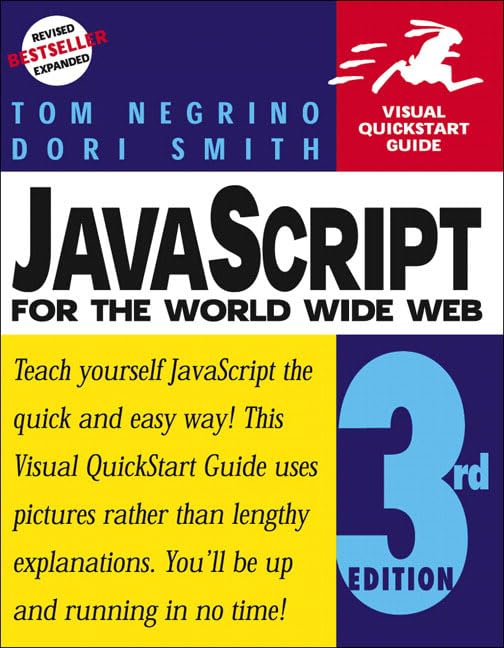 REVISED
BESTSELLER
EXPANDED
TOM NEGRINO
DORI SMITH
VISUAL
QUICKSTART
GUIDE
JAVASCRIPT
FOR THE WORLD WIDE WEB
Teach yourself JavaScript the
quick and easy way! This
Visual QuickStart Guide uses
pictures rather than lengthy
explanations. You'll be up
and running in no time!
3rd
EDITION